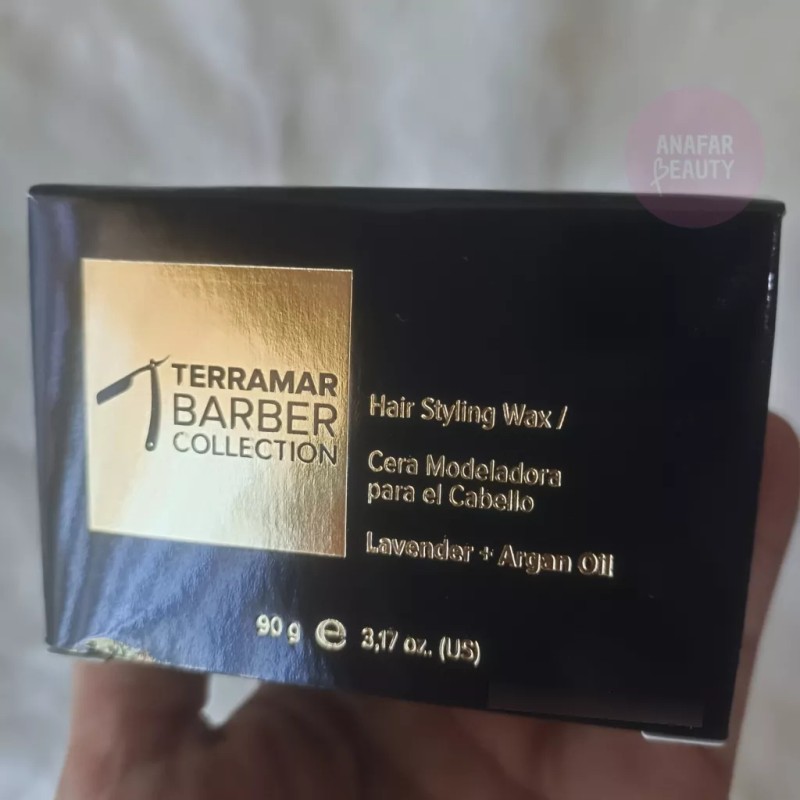 ANAFAR
BEAUTY
TERRAMAR
BARBER
COLLECTION
Hair Styling Wax /
Cera Modeladora
para el Cabello
Lavender + Argan Oil
90 g ℮ 3,17 oz. (US)